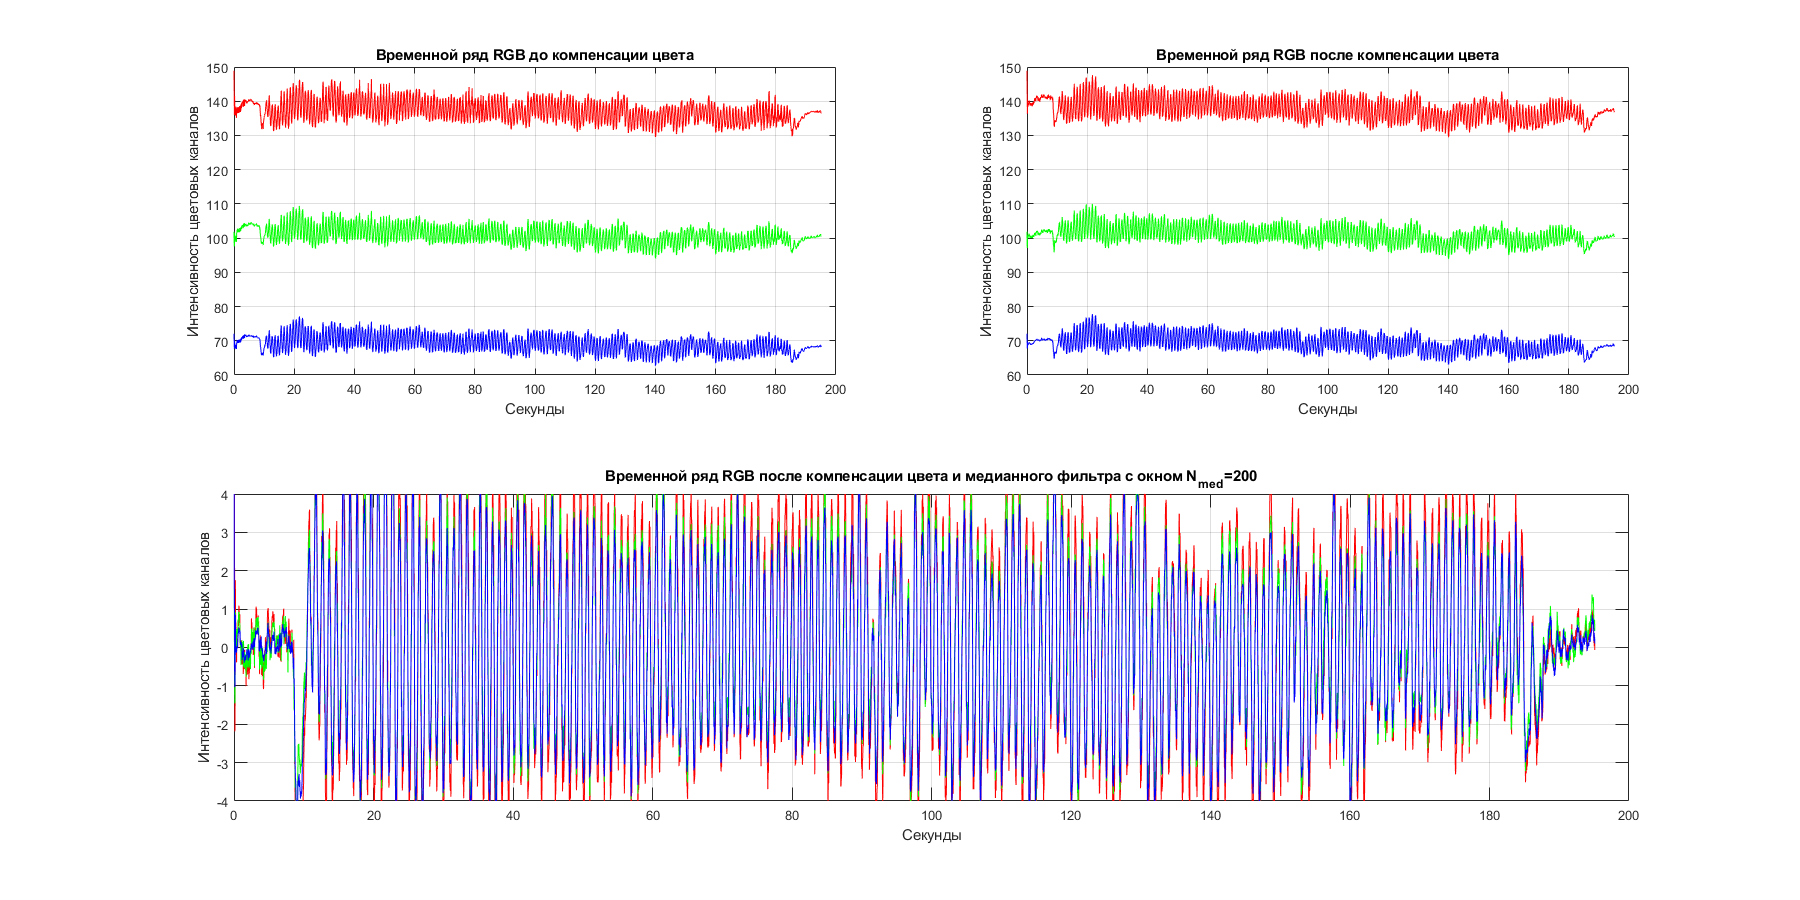 Временной ряд RGB до компенсации цвета
Интенсивность цветовых каналов
150
140
130
120
110
100
90
80
70
60
0 20 40 60 80 100 120 140 160 180 200
Секунды
Временной ряд RGB после компенсации цвета
Интенсивность цветовых каналов
150
140
130
120
110
100
90
80
70
60
0 20 40 60 80 100 120 140 160 180 200
Секунды
Временной ряд RGB после компенсации цвета и медианного фильтра с окном N_med=200
Интенсивность цветовых каналов
4
3
2
1
0
-1
-2
-3
-4
0 20 40 60 80 100 120 140 160 180 200
Секунды